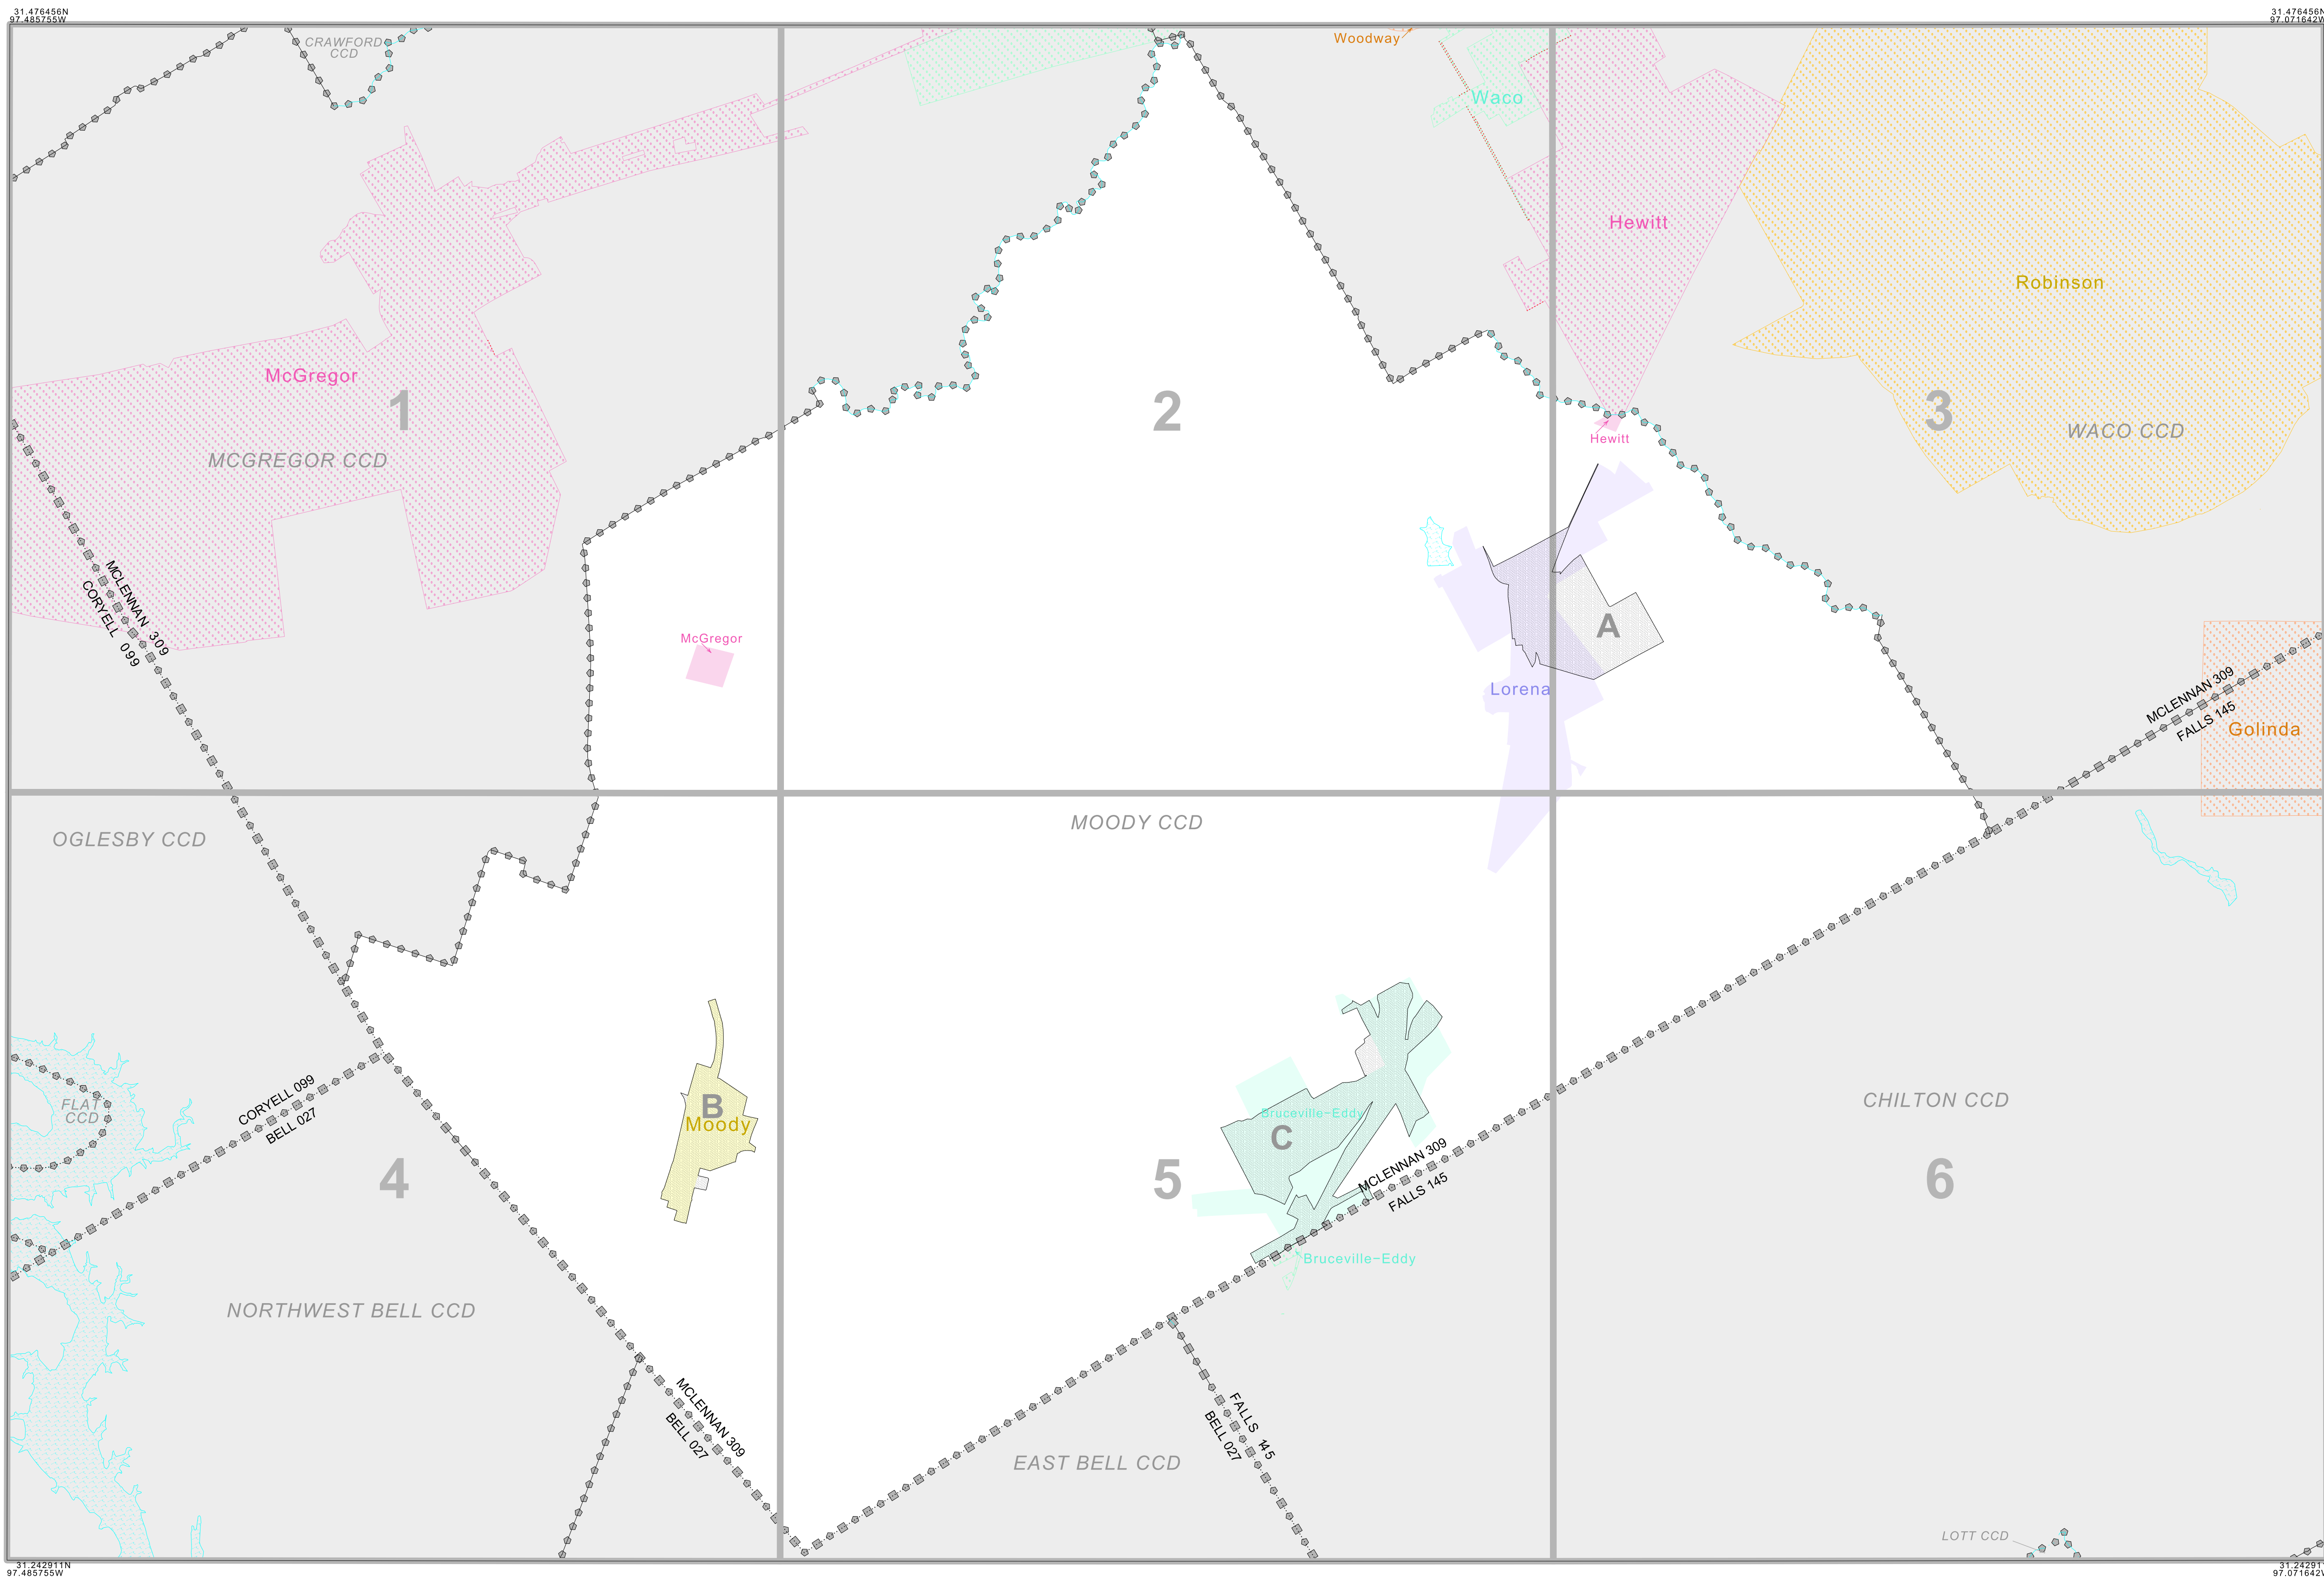 31.476456N
97.485755W
31.476456N
97.071642W
CRAWFORD
CCD
Woodway
Waco
Hewitt
Robinson
McGregor
1
2
3
MCGREGOR CCD
WACO CCD
Hewitt
MCLENNAN 309
CORYELL 099
McGregor
A
Lorena
MCLENNAN 309
FALLS 145
Golinda
OGLESBY CCD
MOODY CCD
FLAT
CCD
CORYELL 099
BELL 027
B
Moody
Bruceville-Eddy
C
CHILTON CCD
MCLENNAN 309
FALLS 145
4
5
6
Bruceville-Eddy
NORTHWEST BELL CCD
MCLENNAN 309
BELL 027
FALLS 145
BELL 027
EAST BELL CCD
LOTT CCD
31.242911N
97.485755W
31.24291
97.071642